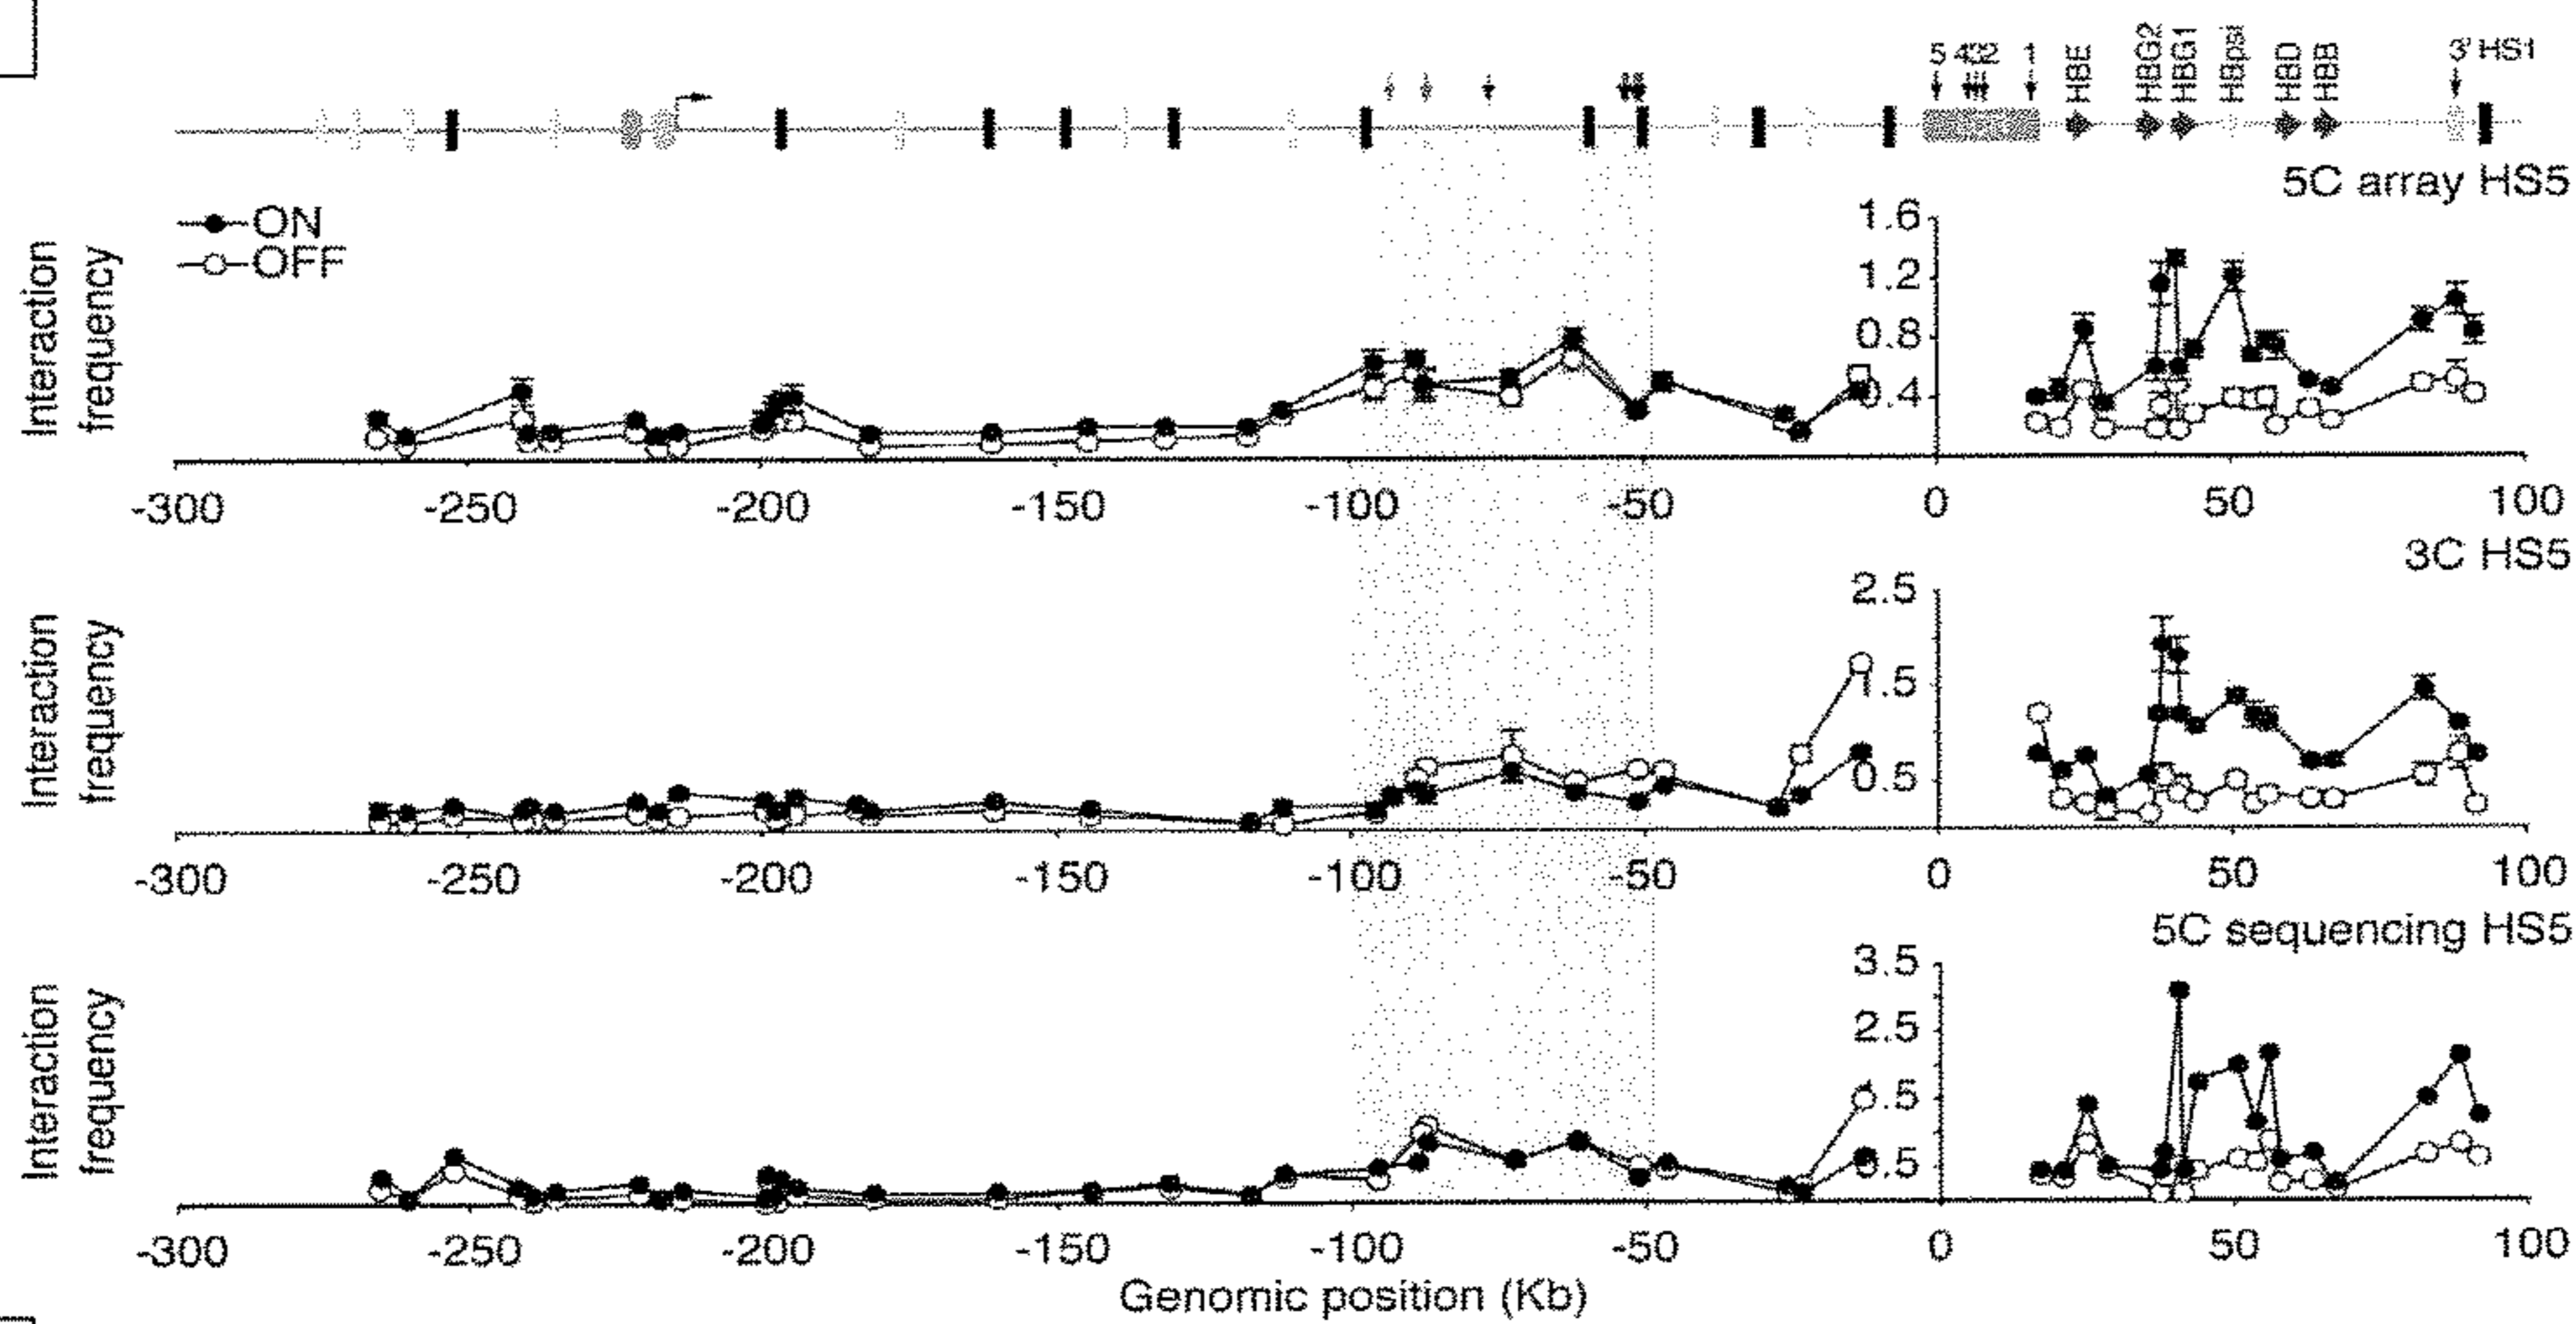 5 4 3 2 1 HBE HBG2 HBG1 HBpsi HBD HBB 3' HS1
5C array HS5
ON
OFF
Interaction frequency
1.6
1.2
0.8
0.4
-300 -250 -200 -150 -100 -50 0 50 100
3C HS5
Interaction frequency
2.5
1.5
0.5
-300 -250 -200 -150 -100 -50 0 50 100
5C sequencing HS5
Interaction frequency
3.5
2.5
1.5
0.5
-300 -250 -200 -150 -100 -50 0 50 100
Genomic position (Kb)